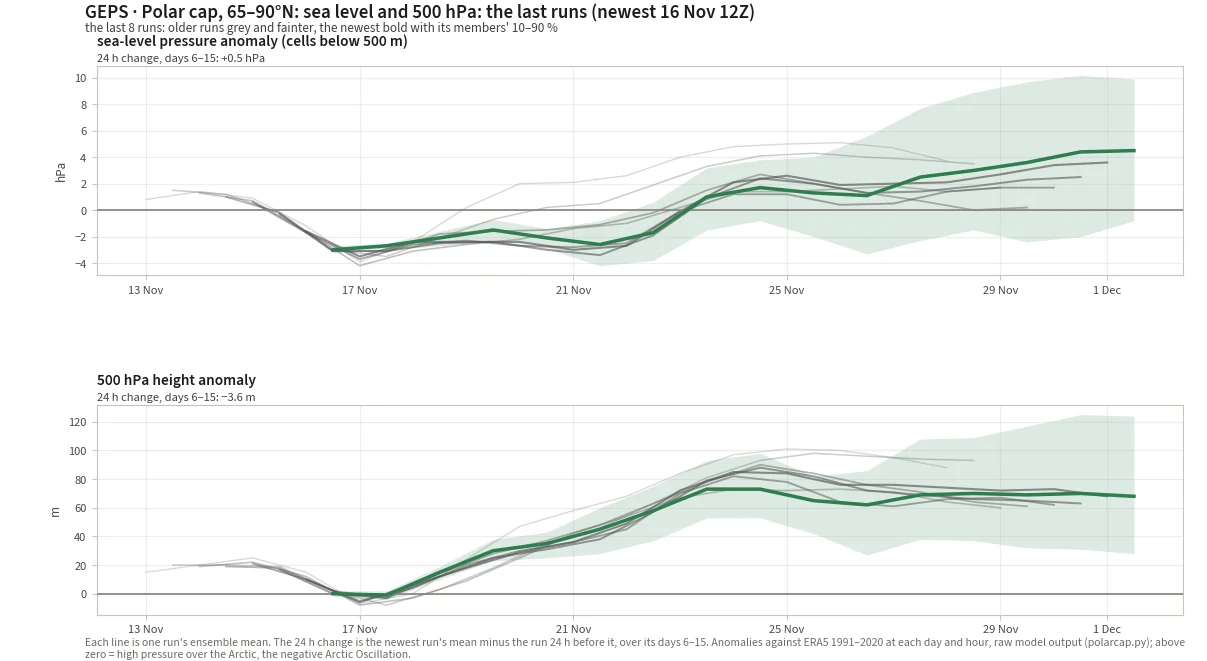 GEPS · Polar cap, 65–90°N: sea level and 500 hPa: the last runs (newest 16 Nov 12Z)
the last 8 runs: older runs grey and fainter, the newest bold with its members' 10–90 %
sea-level pressure anomaly (cells below 500 m)
24 h change, days 6–15: +0.5 hPa
10
8
6
4
2
0
−2
−4
hPa
13 Nov
17 Nov
21 Nov
25 Nov
29 Nov
1 Dec
500 hPa height anomaly
24 h change, days 6–15: −3.6 m
120
100
80
60
40
20
0
m
13 Nov
17 Nov
21 Nov
25 Nov
29 Nov
1 Dec
Each line is one run's ensemble mean. The 24 h change is the newest run's mean minus the run 24 h before it, over its days 6–15. Anomalies against ERA5 1991–2020 at each day and hour, raw model output (polarcap.py); above
zero = high pressure over the Arctic, the negative Arctic Oscillation.